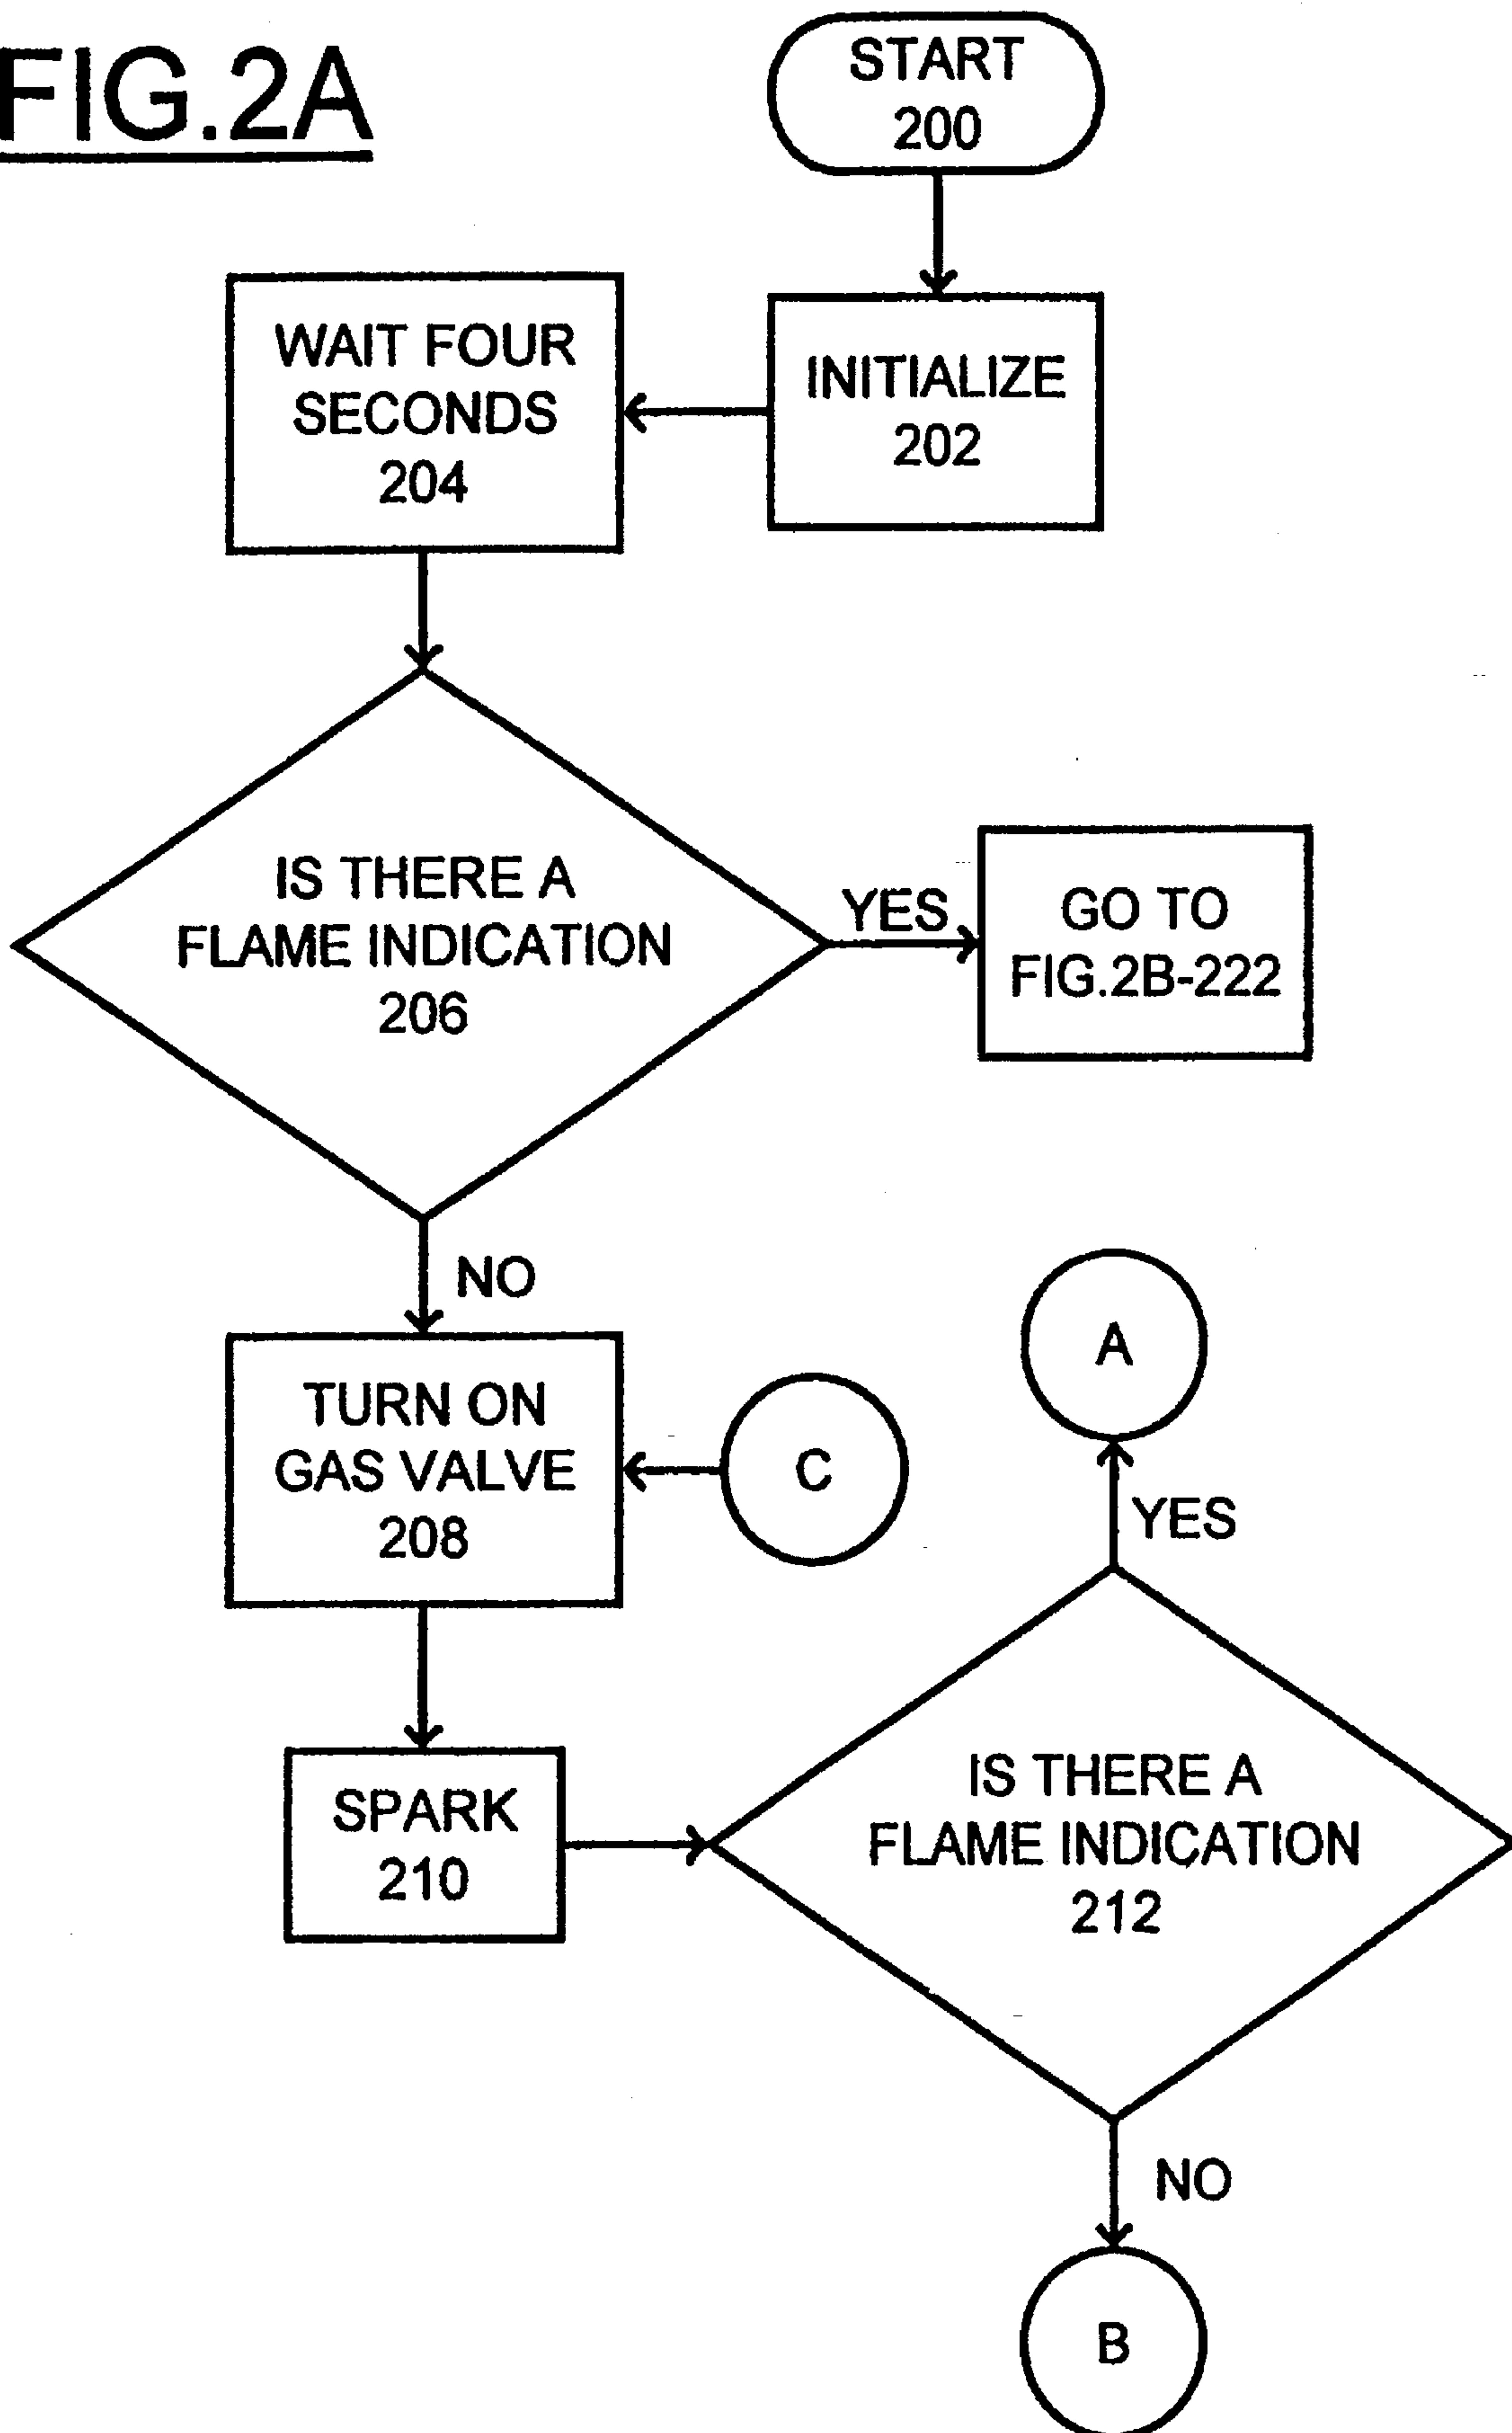 FIG.2A
START
200
INITIALIZE
202
WAIT FOUR
SECONDS
204
IS THERE A
FLAME INDICATION
206
YES
GO TO
FIG.2B-222
NO
TURN ON
GAS VALVE
208
C
SPARK
210
IS THERE A
FLAME INDICATION
212
YES
A
NO
B